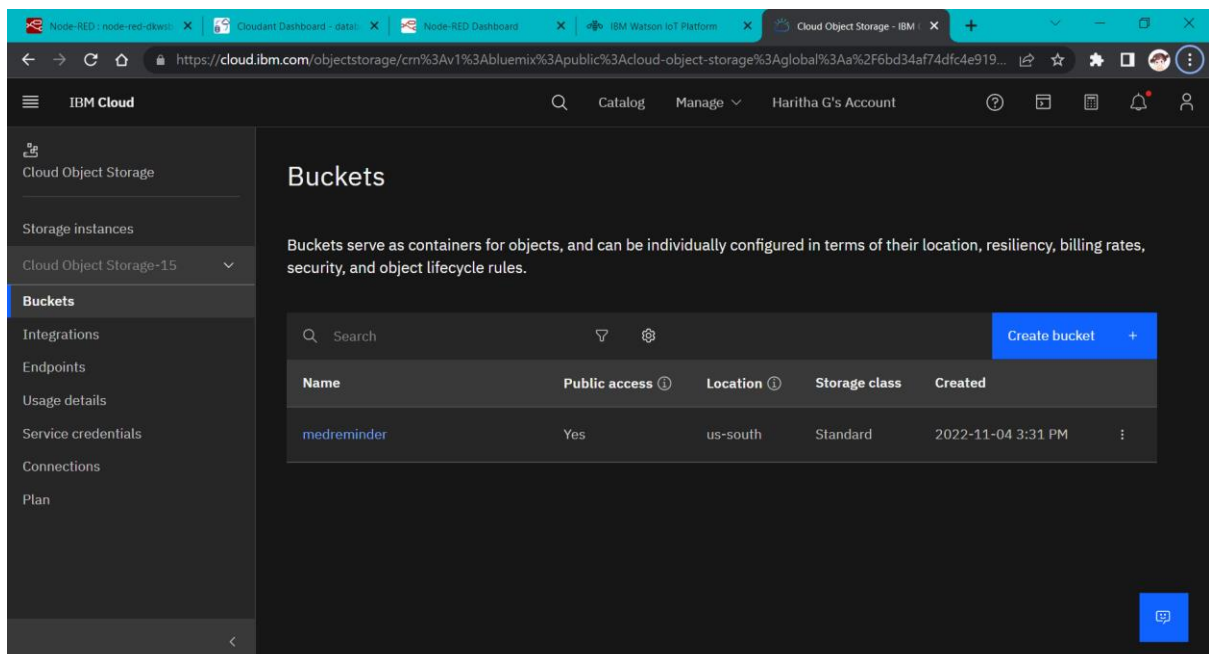 Node-RED : node-red-dkwsb
Cloudant Dashboard - datab
Node-RED Dashboard
IBM Watson IoT Platform
Cloud Object Storage - IBM C
https://cloud.ibm.com/objectstorage/crn%3Av1%3Abluemix%3Apublic%3Acloud-object-storage%3Aglobal%3Aa%2F6bd34af74dfc4e919...
IBM Cloud
Catalog
Manage
Haritha G's Account
Cloud Object Storage
Storage instances
Cloud Object Storage-15
Buckets
Integrations
Endpoints
Usage details
Service credentials
Connections
Plan
Buckets
Buckets serve as containers for objects, and can be individually configured in terms of their location, resiliency, billing rates,
security, and object lifecycle rules.
Search
Create bucket +
Name Public access Location Storage class Created
medreminder Yes us-south Standard 2022-11-04 3:31 PM